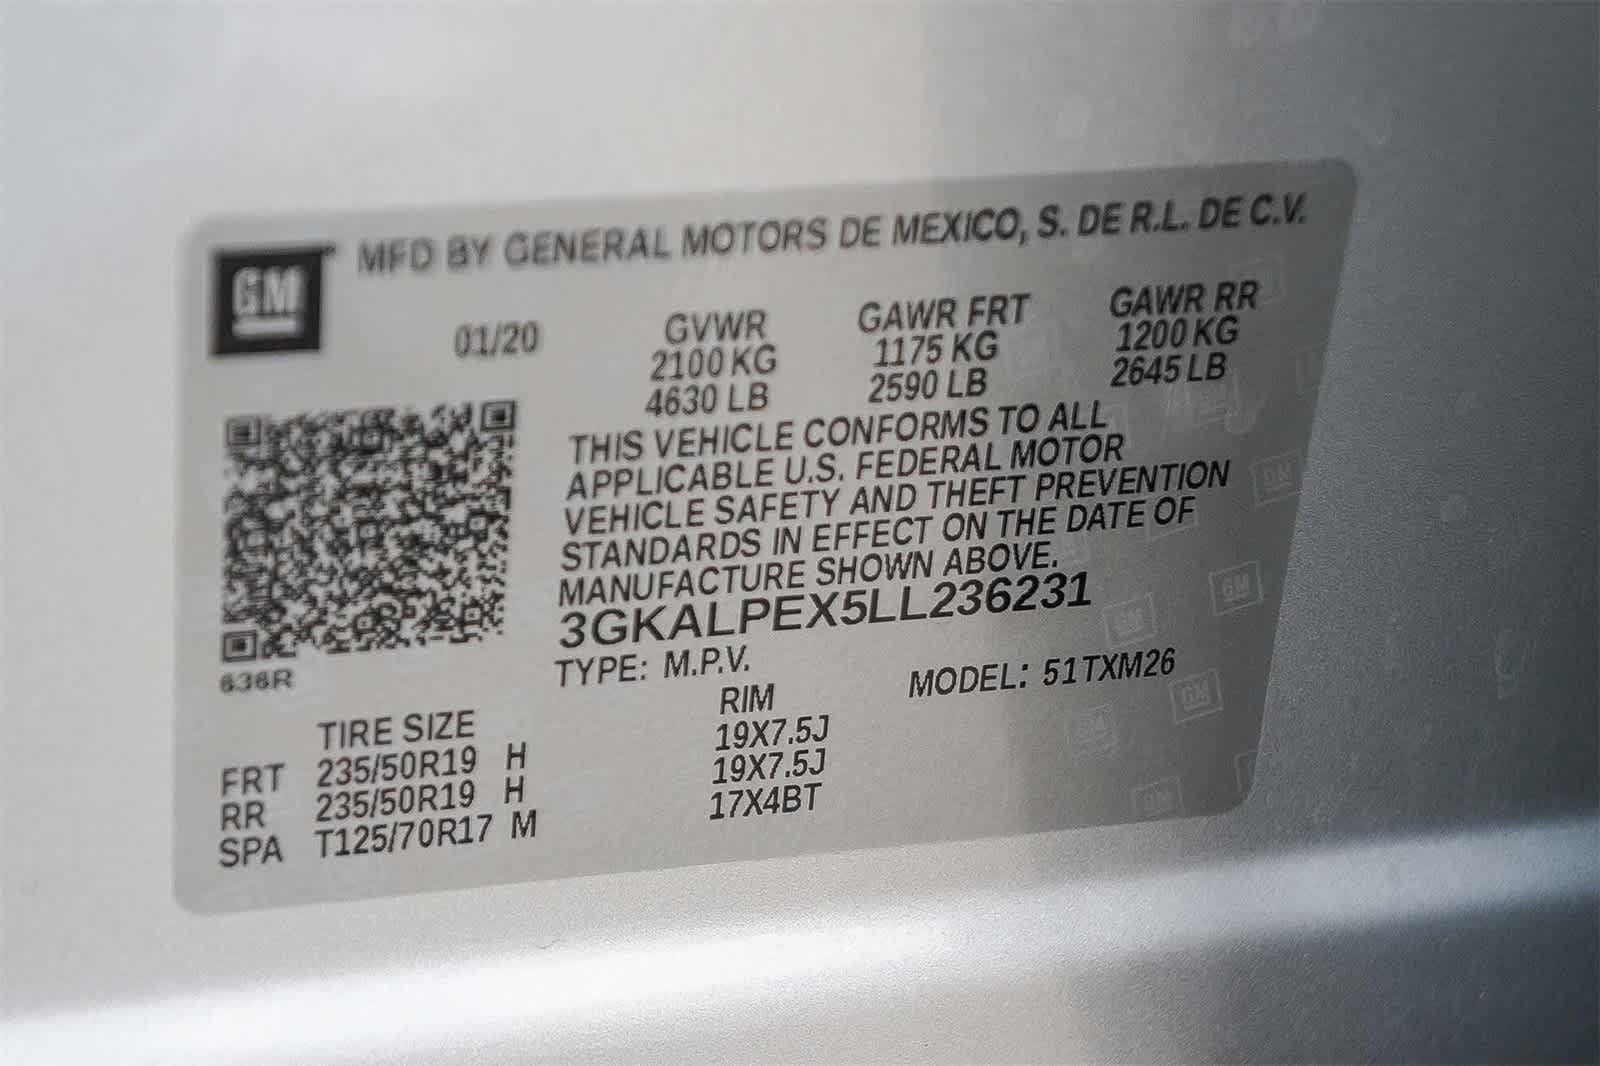 GM MFD BY GENERAL MOTORS DE MEXICO, S. DE R.L. DE C.V.
01/20 GVWR GAWR FRT GAWR RR
2100 KG 1175 KG 1200 KG
4630 LB 2590 LB 2645 LB
THIS VEHICLE CONFORMS TO ALL
APPLICABLE U.S. FEDERAL MOTOR
VEHICLE SAFETY AND THEFT PREVENTION
STANDARDS IN EFFECT ON THE DATE OF
MANUFACTURE SHOWN ABOVE.
3GKALPEX5LL236231
636R
TYPE: M.P.V. MODEL: 51TXM26
TIRE SIZE RIM
FRT 235/50R19 H 19X7.5J
RR 235/50R19 H 19X7.5J
SPA T125/70R17 M 17X4BT